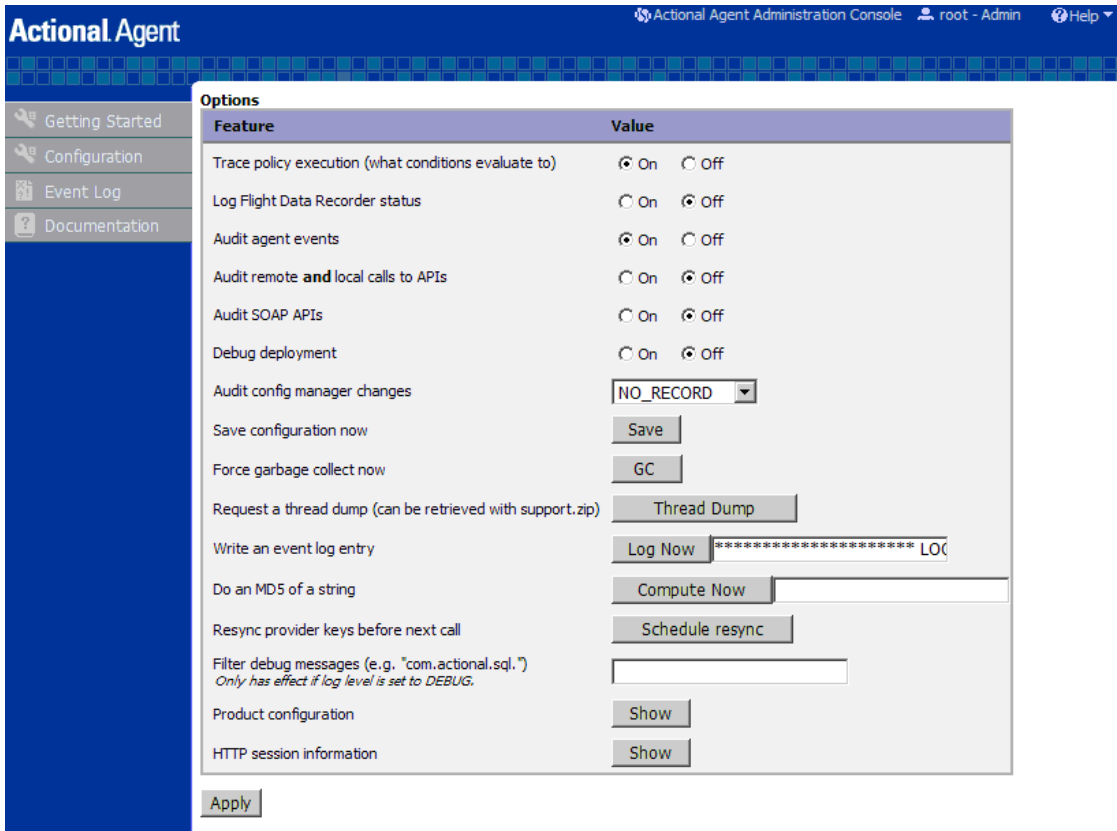 Actional Agent Administration Console root - Admin Help
Actional Agent
Getting Started
Configuration
Event Log
Documentation
Options
Feature Value
Trace policy execution (what conditions evaluate to) On Off
Log Flight Data Recorder status On Off
Audit agent events On Off
Audit remote and local calls to APIs On Off
Audit SOAP APIs On Off
Debug deployment On Off
Audit config manager changes NO_RECORD
Save configuration now Save
Force garbage collect now GC
Request a thread dump (can be retrieved with support.zip) Thread Dump
Write an event log entry Log Now ********************* LOG
Do an MD5 of a string Compute Now
Resync provider keys before next call Schedule resync
Filter debug messages (e.g. "com.actional.sql.")
Only has effect if log level is set to DEBUG.
Product configuration Show
HTTP session information Show
Apply